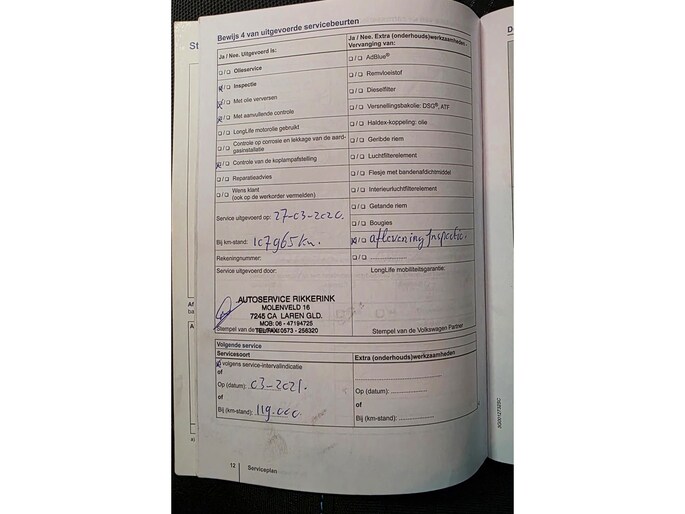 St
Bewijs 4 van uitgevoerde servicebeurten
Ja / Nee. Uitgevoerd is:
☐/☐ Olieservice
☒/☐ Inspectie
☒/☐ Met olie verversen
☒/☐ Met aanvullende controle
☐/☐ LongLife motorolie gebruikt
☐/☐ Controle op corrosie en lekkage van de aard-
gasinstallatie
☒/☐ Controle van de koplampafstelling
☐/☐ Reparatieadvies
☐/☐ Wens klant
(ook op de werkorder vermelden)
Service uitgevoerd op: 27-03-2020.
Bij km-stand: 107965 km.
Rekeningnummer:
Service uitgevoerd door:
AUTOSERVICE RIKKERINK
MOLENVELD 16
7245 CA LAREN GLD.
MOB: 06 - 47194725
TEL/FAX: 0573 - 258320
Stempel van de
Ja / Nee. Extra (onderhouds)werkzaamheden -
Vervanging van:
☐/☐ AdBlue®
☐/☐ Remvloeistof
☐/☐ Dieselfilter
☐/☐ Versnellingsbakolie: DSG®, ATF
☐/☐ Haldex-koppeling: olie
☐/☐ Geribde riem
☐/☐ Luchtfilterelement
☐/☐ Flesje met bandenafdichtmiddel
☐/☐ Interieurluchtfilterelement
☐/☐ Getande riem
☐/☐ Bougies
☒/☐ aflevering Inspectie.
☐/☐
LongLife mobiliteitsgarantie:
Stempel van de Volkswagen Partner
Volgende service
Servicesoort
☒ volgens service-intervalindicatie
of
Op (datum): 03-2021.
of
Bij (km-stand): 119.000.
Extra (onderhouds)werkzaamheden
Op (datum):
of
Bij (km-stand):
12 Serviceplan